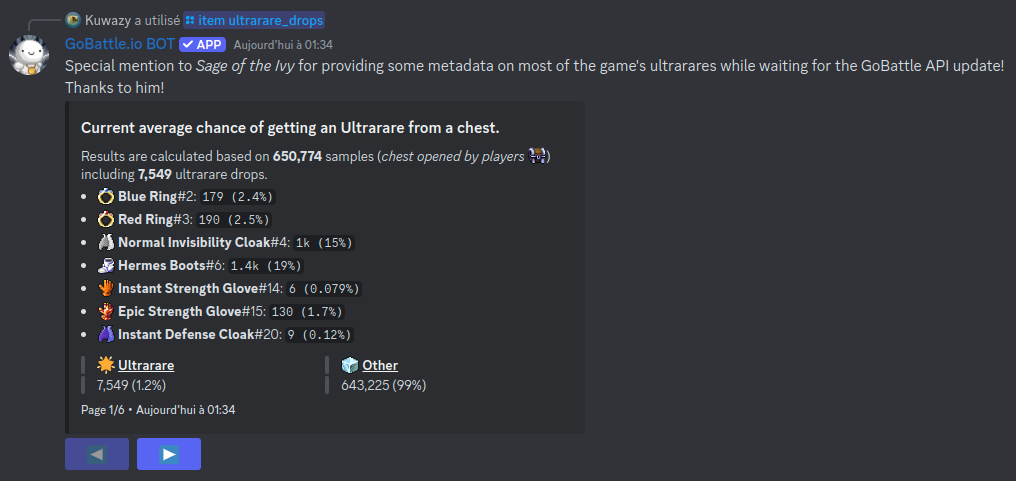 Kuwazy a utilisé item ultrarare_drops
GoBattle.io BOT ✓ APP Aujourd'hui à 01:34
Special mention to Sage of the Ivy for providing some metadata on most of the game's ultrarares while waiting for the GoBattle API update!
Thanks to him!
Current average chance of getting an Ultrarare from a chest.
Results are calculated based on 650,774 samples (chest opened by players )
including 7,549 ultrarare drops.
• Blue Ring#2: 179 (2.4%)
• Red Ring#3: 190 (2.5%)
• Normal Invisibility Cloak#4: 1k (15%)
• Hermes Boots#6: 1.4k (19%)
• Instant Strength Glove#14: 6 (0.079%)
• Epic Strength Glove#15: 130 (1.7%)
• Instant Defense Cloak#20: 9 (0.12%)
Ultrarare
7,549 (1.2%)
Other
643,225 (99%)
Page 1/6 • Aujourd'hui à 01:34